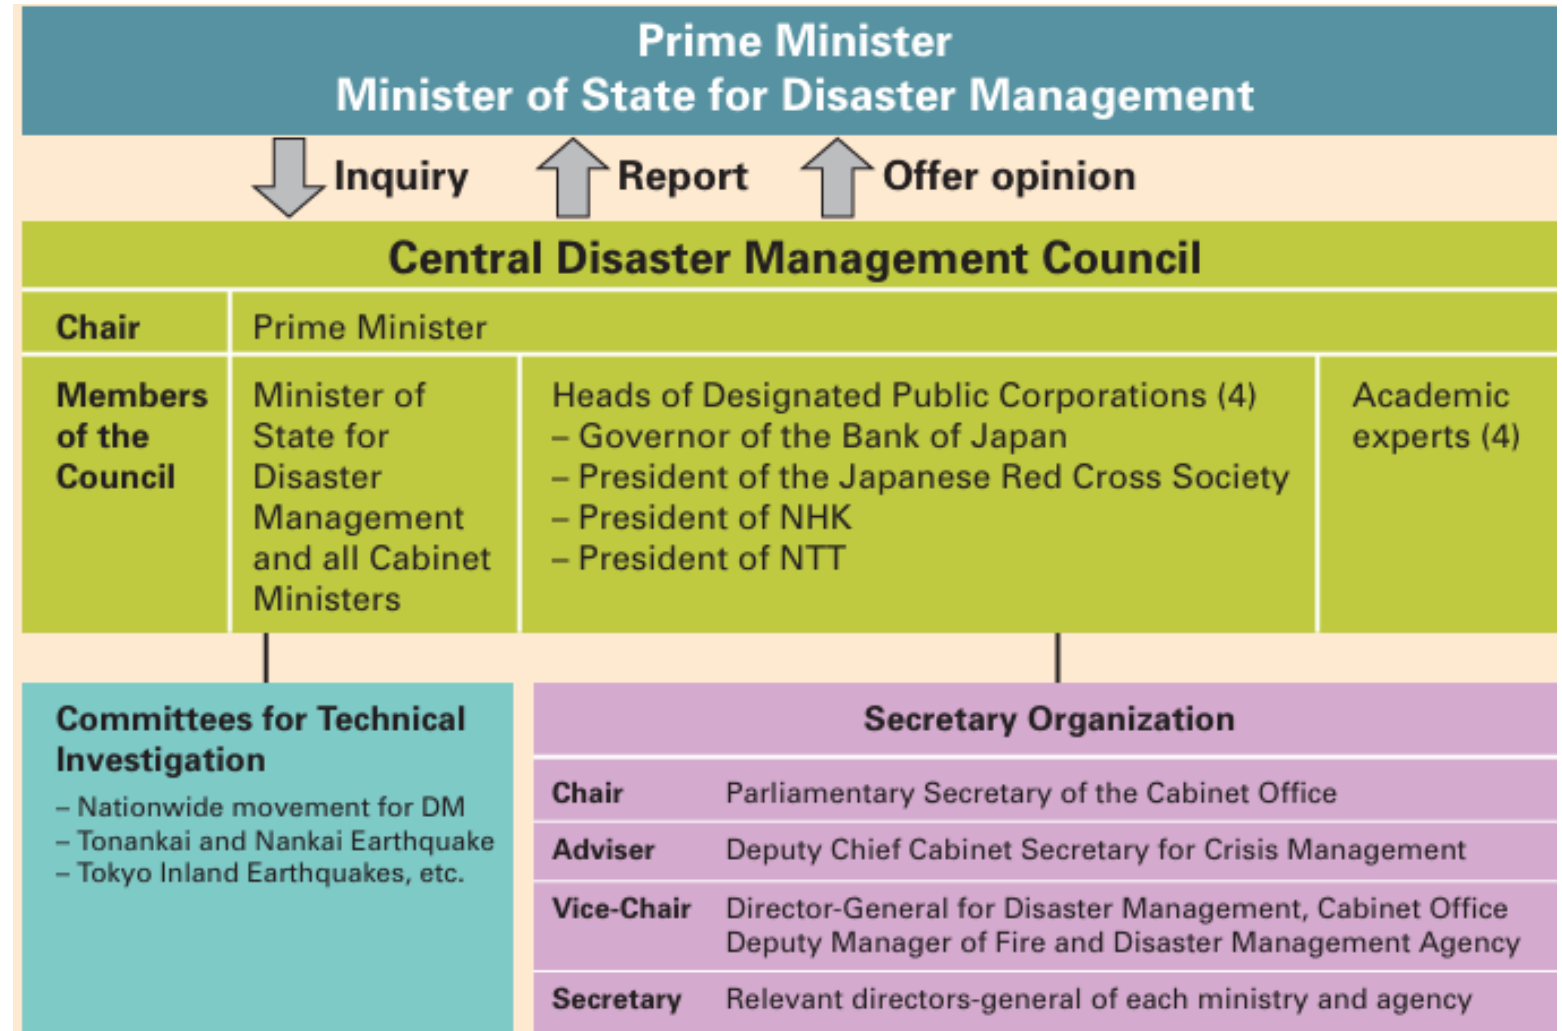 Prime Minister
Minister of State for Disaster Management
Inquiry
Report
Offer opinion
Central Disaster Management Council
Chair
Prime Minister
Members
of the
Council
Minister of
State for
Disaster
Management
and all Cabinet
Ministers
Heads of Designated Public Corporations (4)
– Governor of the Bank of Japan
– President of the Japanese Red Cross Society
– President of NHK
– President of NTT
Academic
experts (4)
Committees for Technical
Investigation
– Nationwide movement for DM
– Tonankai and Nankai Earthquake
– Tokyo Inland Earthquakes, etc.
Secretary Organization
Chair
Parliamentary Secretary of the Cabinet Office
Adviser
Deputy Chief Cabinet Secretary for Crisis Management
Vice-Chair
Director-General for Disaster Management, Cabinet Office
Deputy Manager of Fire and Disaster Management Agency
Secretary
Relevant directors-general of each ministry and agency